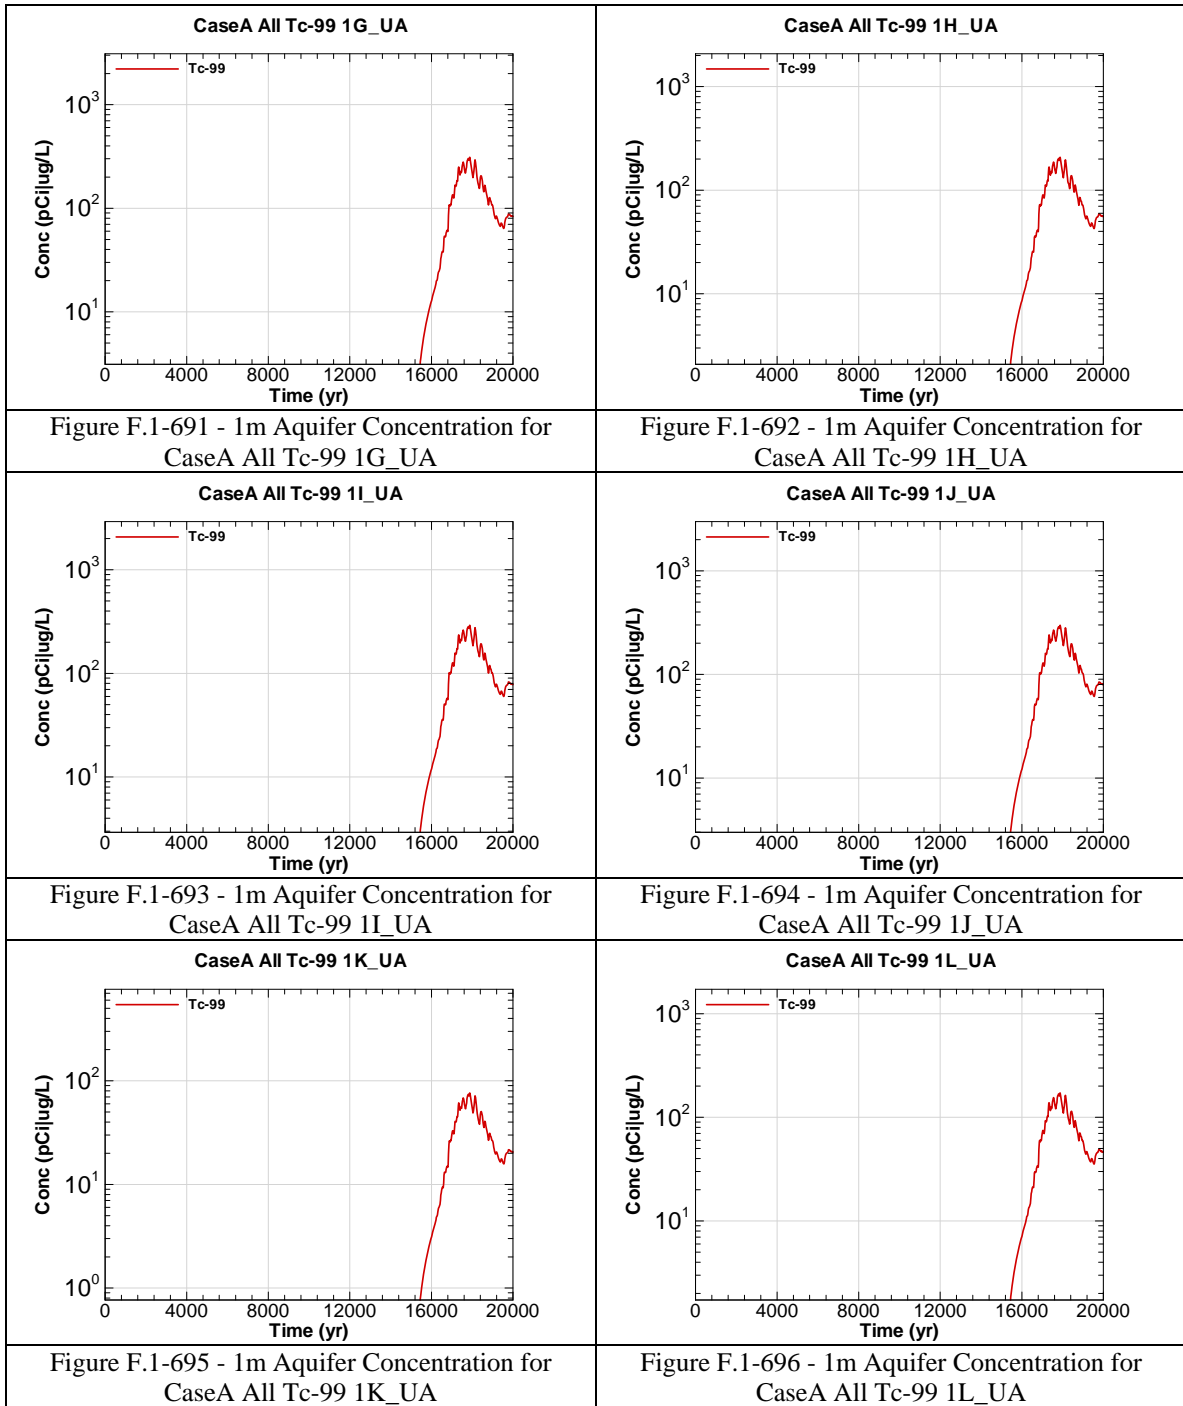 CaseA All Tc-99 1G_UA
Tc-99
10³
10²
10¹
Conc (pCi|ug/L)
0 4000 8000 12000 16000 20000
Time (yr)
Figure F.1-691 - 1m Aquifer Concentration for
CaseA All Tc-99 1G_UA
CaseA All Tc-99 1H_UA
Tc-99
10³
10²
10¹
Conc (pCi|ug/L)
0 4000 8000 12000 16000 20000
Time (yr)
Figure F.1-692 - 1m Aquifer Concentration for
CaseA All Tc-99 1H_UA
CaseA All Tc-99 1I_UA
Tc-99
10³
10²
10¹
Conc (pCi|ug/L)
0 4000 8000 12000 16000 20000
Time (yr)
Figure F.1-693 - 1m Aquifer Concentration for
CaseA All Tc-99 1I_UA
CaseA All Tc-99 1J_UA
Tc-99
10³
10²
10¹
Conc (pCi|ug/L)
0 4000 8000 12000 16000 20000
Time (yr)
Figure F.1-694 - 1m Aquifer Concentration for
CaseA All Tc-99 1J_UA
CaseA All Tc-99 1K_UA
Tc-99
10²
10¹
10⁰
Conc (pCi|ug/L)
0 4000 8000 12000 16000 20000
Time (yr)
Figure F.1-695 - 1m Aquifer Concentration for
CaseA All Tc-99 1K_UA
CaseA All Tc-99 1L_UA
Tc-99
10³
10²
10¹
Conc (pCi|ug/L)
0 4000 8000 12000 16000 20000
Time (yr)
Figure F.1-696 - 1m Aquifer Concentration for
CaseA All Tc-99 1L_UA